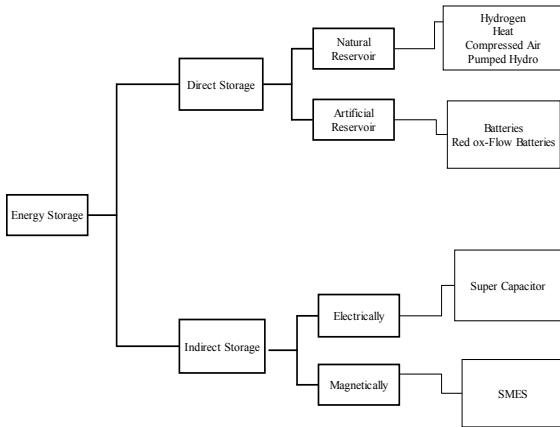 Energy Storage
Direct Storage
Natural
Reservoir
Hydrogen
Heat
Compressed Air
Pumped Hydro
Artificial
Reservoir
Batteries
Red ox-Flow Batteries
Indirect Storage
Electrically
Super Capacitor
Magnetically
SMES